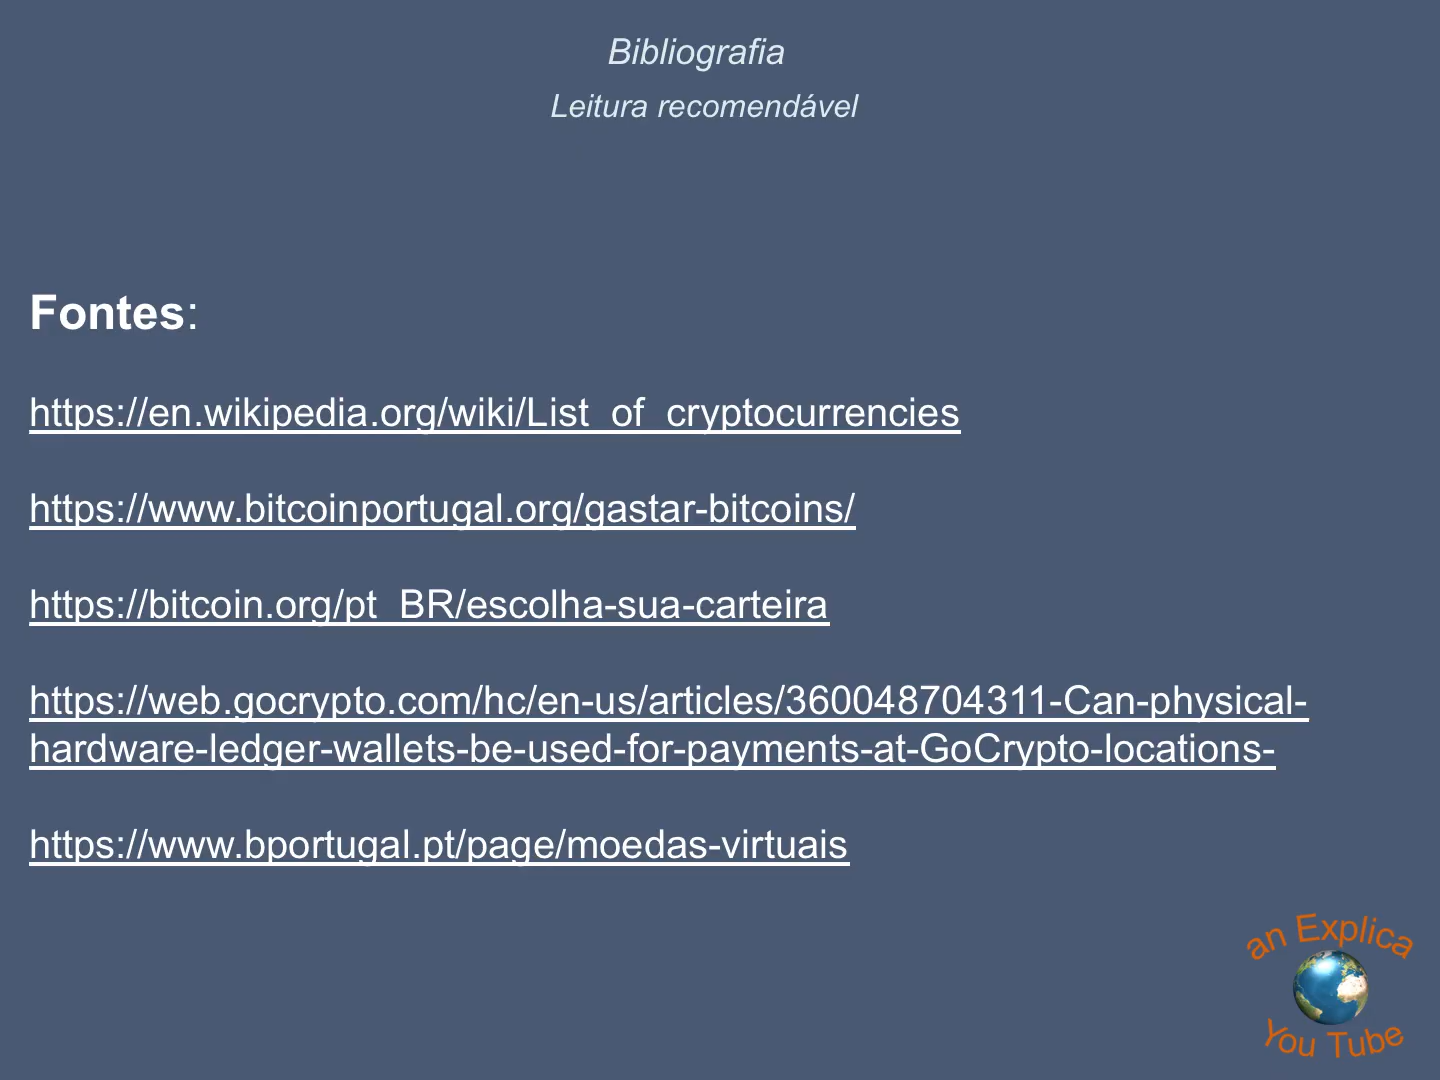 Bibliografia
Leitura recomendável
Fontes:
https://en.wikipedia.org/wiki/List_of_cryptocurrencies
https://www.bitcoinportugal.org/gastar-bitcoins/
https://bitcoin.org/pt_BR/escolha-sua-carteira
https://web.gocrypto.com/hc/en-us/articles/360048704311-Can-physical-
hardware-ledger-wallets-be-used-for-payments-at-GoCrypto-locations-
https://www.bportugal.pt/page/moedas-virtuais
an Explica
You Tube